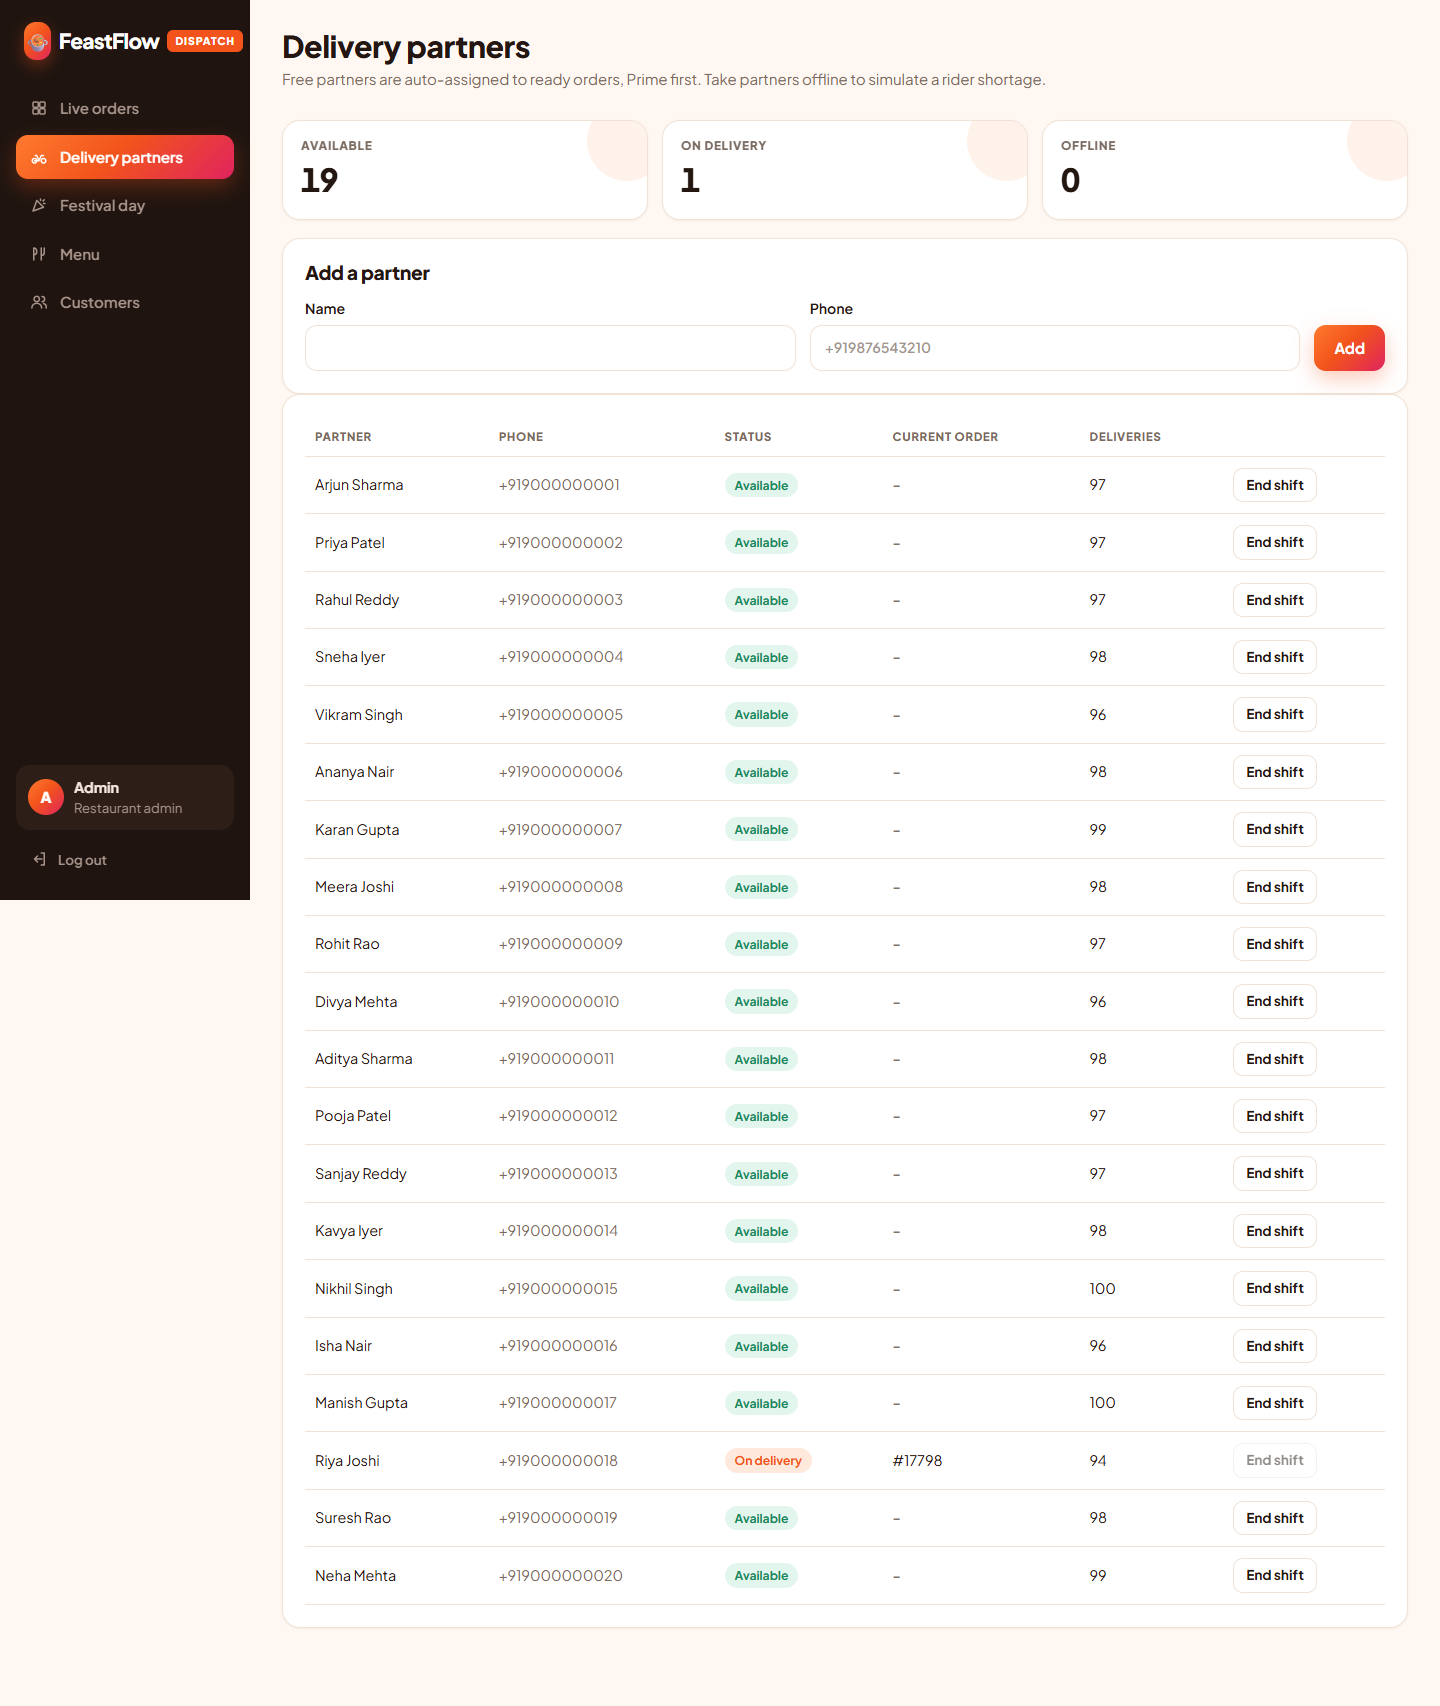 FeastFlow DISPATCH
Live orders
Delivery partners
Festival day
Menu
Customers
A
Admin
Restaurant admin
Log out
Delivery partners
Free partners are auto-assigned to ready orders, Prime first. Take partners offline to simulate a rider shortage.
AVAILABLE
19
ON DELIVERY
1
OFFLINE
0
Add a partner
Name
Phone
+919876543210
Add
PARTNER PHONE STATUS CURRENT ORDER DELIVERIES
Arjun Sharma +919000000001 Available – 97 End shift
Priya Patel +919000000002 Available – 97 End shift
Rahul Reddy +919000000003 Available – 97 End shift
Sneha Iyer +919000000004 Available – 98 End shift
Vikram Singh +919000000005 Available – 96 End shift
Ananya Nair +919000000006 Available – 98 End shift
Karan Gupta +919000000007 Available – 99 End shift
Meera Joshi +919000000008 Available – 98 End shift
Rohit Rao +919000000009 Available – 97 End shift
Divya Mehta +919000000010 Available – 96 End shift
Aditya Sharma +919000000011 Available – 98 End shift
Pooja Patel +919000000012 Available – 97 End shift
Sanjay Reddy +919000000013 Available – 97 End shift
Kavya Iyer +919000000014 Available – 98 End shift
Nikhil Singh +919000000015 Available – 100 End shift
Isha Nair +919000000016 Available – 96 End shift
Manish Gupta +919000000017 Available – 100 End shift
Riya Joshi +919000000018 On delivery #17798 94 End shift
Suresh Rao +919000000019 Available – 98 End shift
Neha Mehta +919000000020 Available – 99 End shift